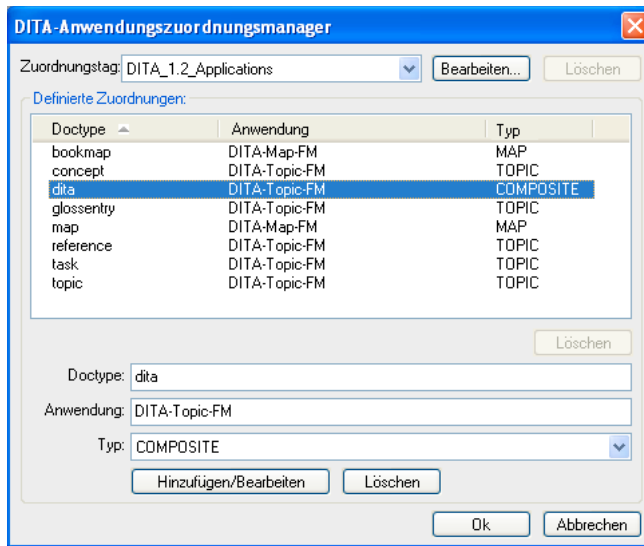 DITA-Anwendungszuordnungsmanager
Zuordnungstag: DITA_1.2_Applications Bearbeiten... Löschen
Definierte Zuordnungen:
Doctype Anwendung Typ
bookmap DITA-Map-FM MAP
concept DITA-Topic-FM TOPIC
dita DITA-Topic-FM COMPOSITE
glossentry DITA-Topic-FM TOPIC
map DITA-Map-FM MAP
reference DITA-Topic-FM TOPIC
task DITA-Topic-FM TOPIC
topic DITA-Topic-FM TOPIC
Löschen
Doctype: dita
Anwendung: DITA-Topic-FM
Typ: COMPOSITE
Hinzufügen/Bearbeiten Löschen
Ok Abbrechen